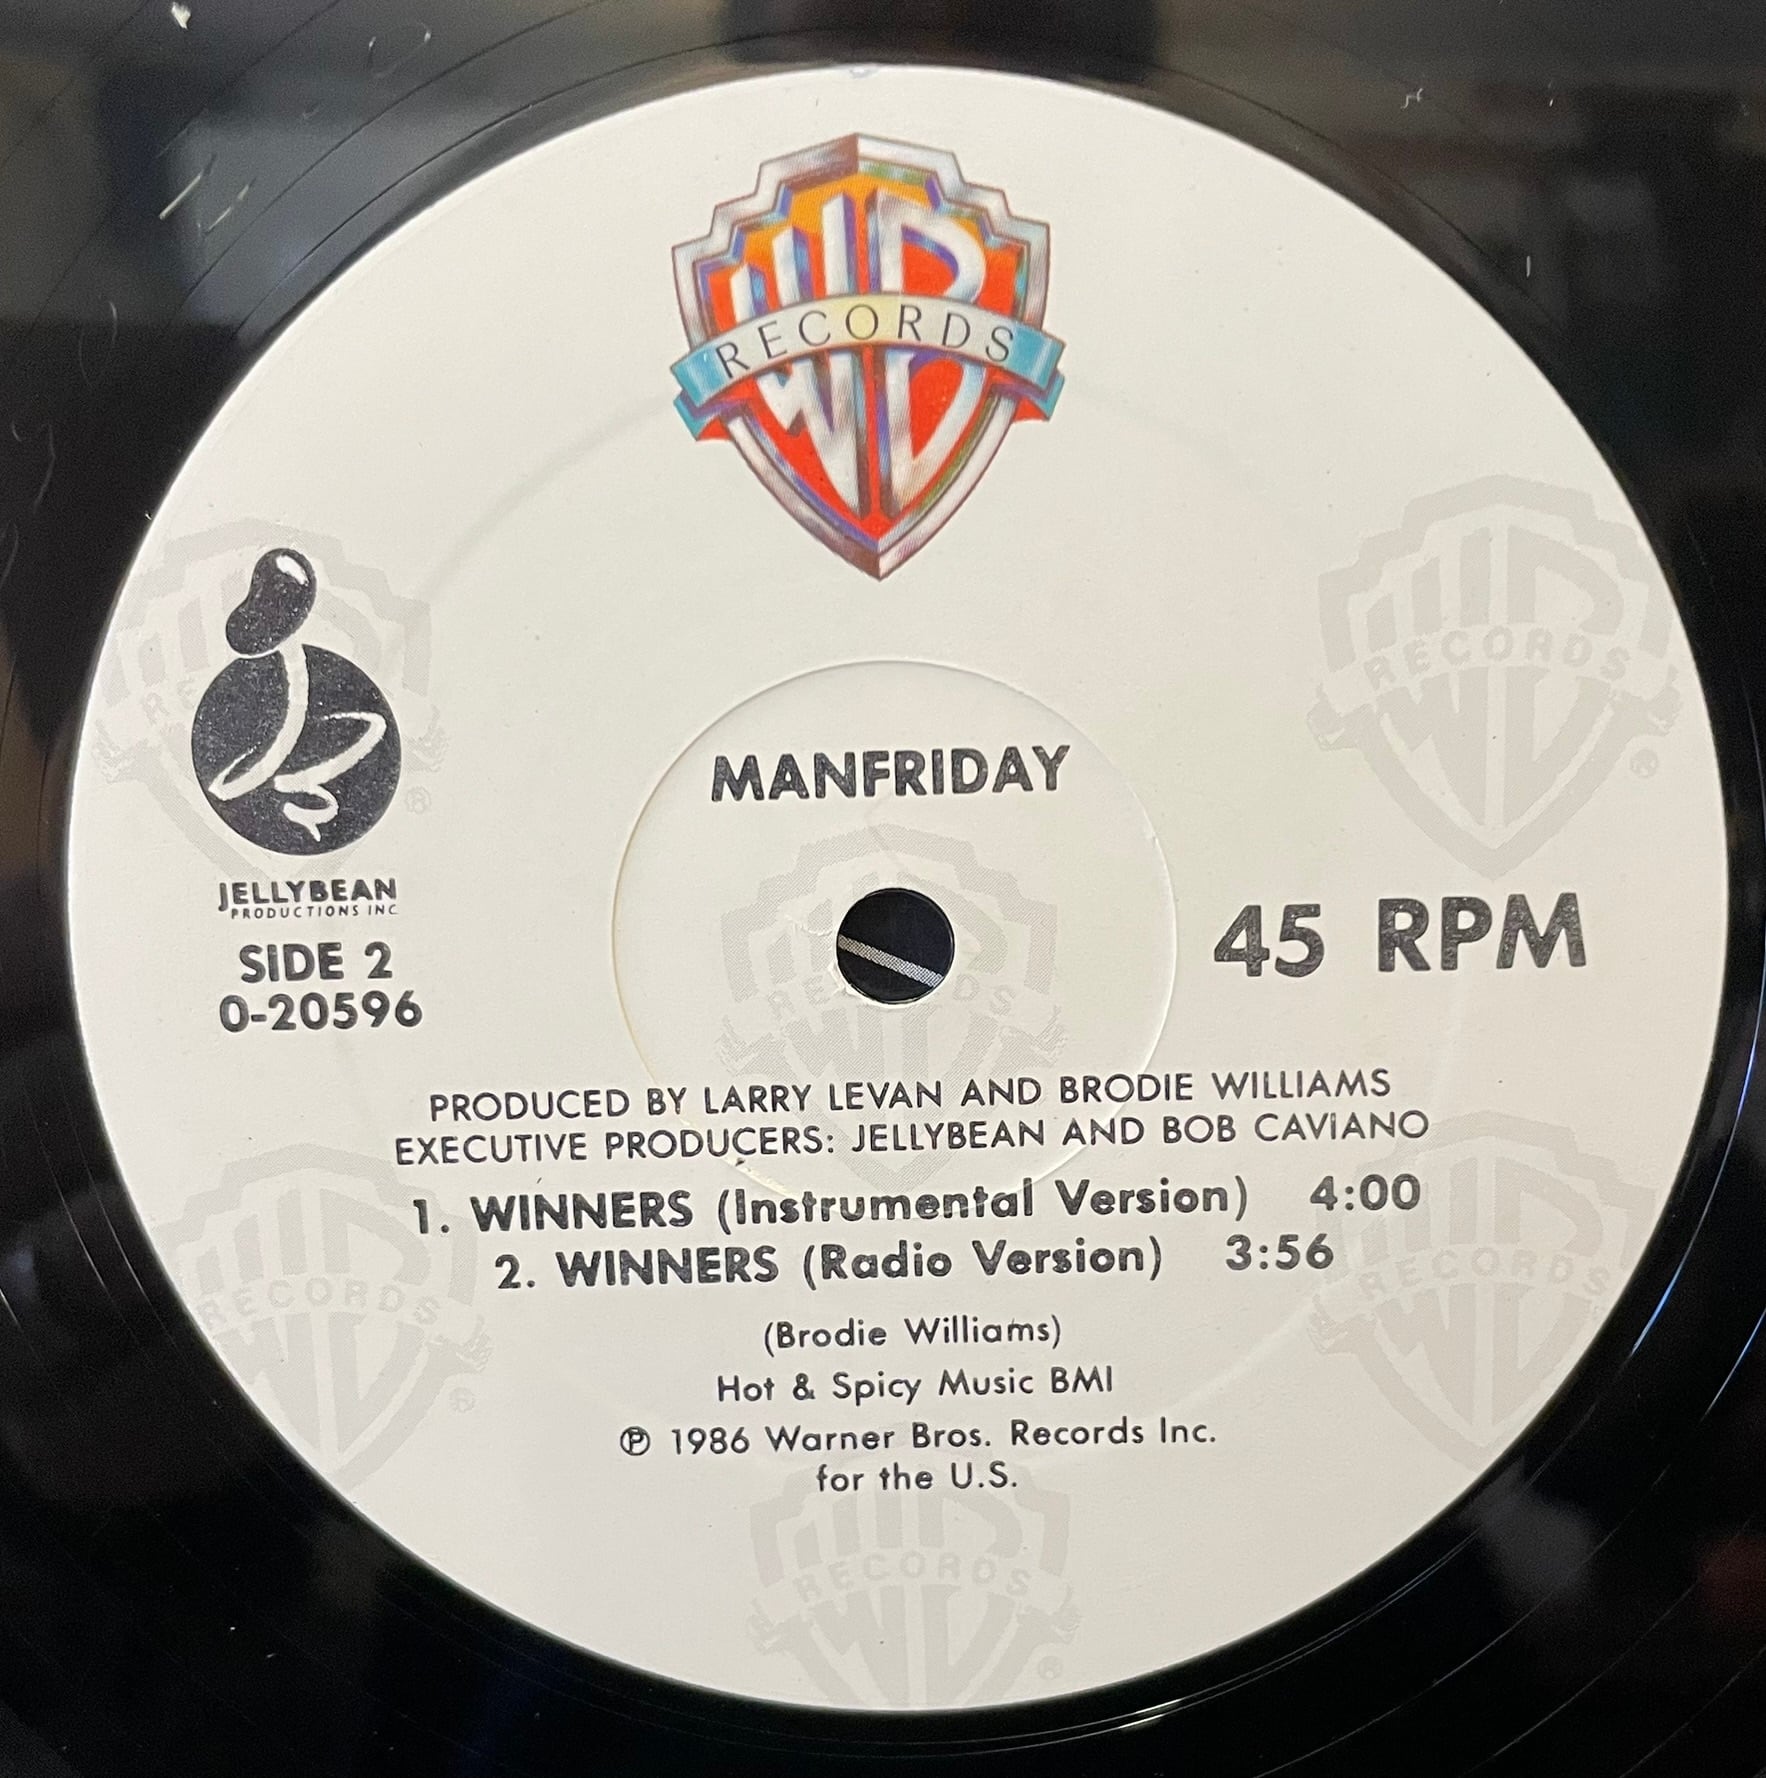 WB
RECORDS
MANFRIDAY
JELLYBEAN
PRODUCTIONS INC
SIDE 2
0-20596
45 RPM
PRODUCED BY LARRY LEVAN AND BRODIE WILLIAMS
EXECUTIVE PRODUCERS: JELLYBEAN AND BOB CAVIANO
1. WINNERS (Instrumental Version) 4:00
2. WINNERS (Radio Version) 3:56
(Brodie Williams)
Hot & Spicy Music BMI
℗ 1986 Warner Bros. Records Inc.
for the U.S.